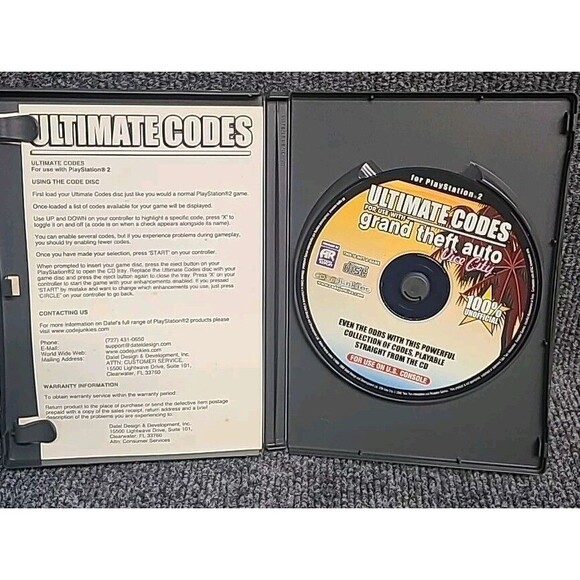 ULTIMATE CODES
ULTIMATE CODES
For use with PlayStation® 2
USING THE CODE DISC
First load your Ultimate Codes disc just like you would a normal PlayStation®2 game.
Once-loaded a list of codes available for your game will be displayed.
Use UP and DOWN on your controller to highlight a specific code, press 'X' to
toggle it on and off (a code is on when a check appears alongside its name).
You can enable several codes, but if you experience problems during gameplay,
you should try by enabling fewer codes.
Once you have made your selection, press "START" on your controller.
When prompted to insert your game disc, press the eject button on your
PlayStation®2 to open the CD tray. Replace the Ultimate Codes disc with your
game disc and press the eject button again. Press 'X' on your controller to
start the game with your enhancements enabled. If you pressed
"START" by mistake and want to change which enhancements you use, just
press "CIRCLE" on your controller to go back.
CONTACTING US
For more information on Datel's full range of PlayStation®2 products please
visit www.codejunkies.com
Phone: (727) 431-0650
E-Mail: support@dateldesign.com
World Wide Web: www.codejunkies.com
Mailing Address: Datel Design & Development, Inc.
ATTN: CUSTOMER SERVICE,
15500 Lightwave Drive, Suite 101,
Clearwater, FL 33760
WARRANTY INFORMATION
To obtain warranty service within the warranty period:
Return product to the place of purchase or send the defective item postage
prepaid with a copy of the sales receipt, return address and a brief
description of the problems you are experiencing to:
Datel Design & Development, Inc.
15500 Lightwave Drive, Suite 101,
Clearwater, FL 33760
Attn: Consumer Services
for PlayStation®2
ULTIMATE CODES
FOR USE WITH
grand theft auto
Vice City
100%
UNOFFICIAL
EVEN THE ODDS WITH THIS POWERFUL
COLLECTION OF CODES, PLAYABLE
STRAIGHT FROM THE CD
FOR USE ON U.S. CONSOLE